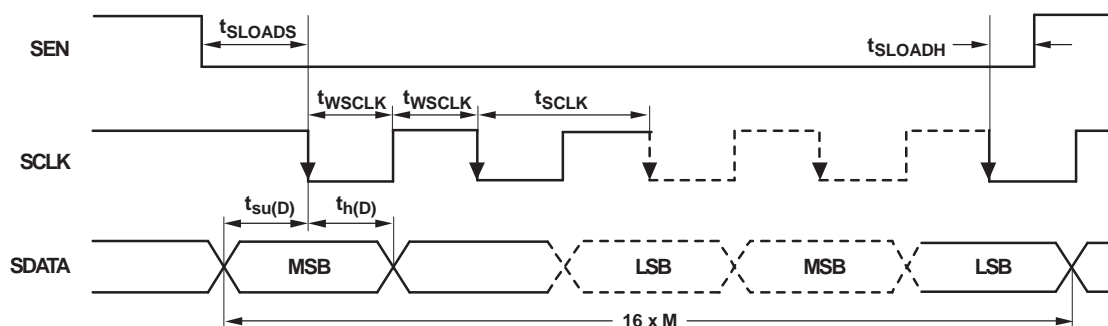 tSLOADS
SEN
tSLOADH
tWSCLK tWSCLK tSCLK
SCLK
tsu(D) th(D)
SDATA MSB LSB MSB LSB
16 x M